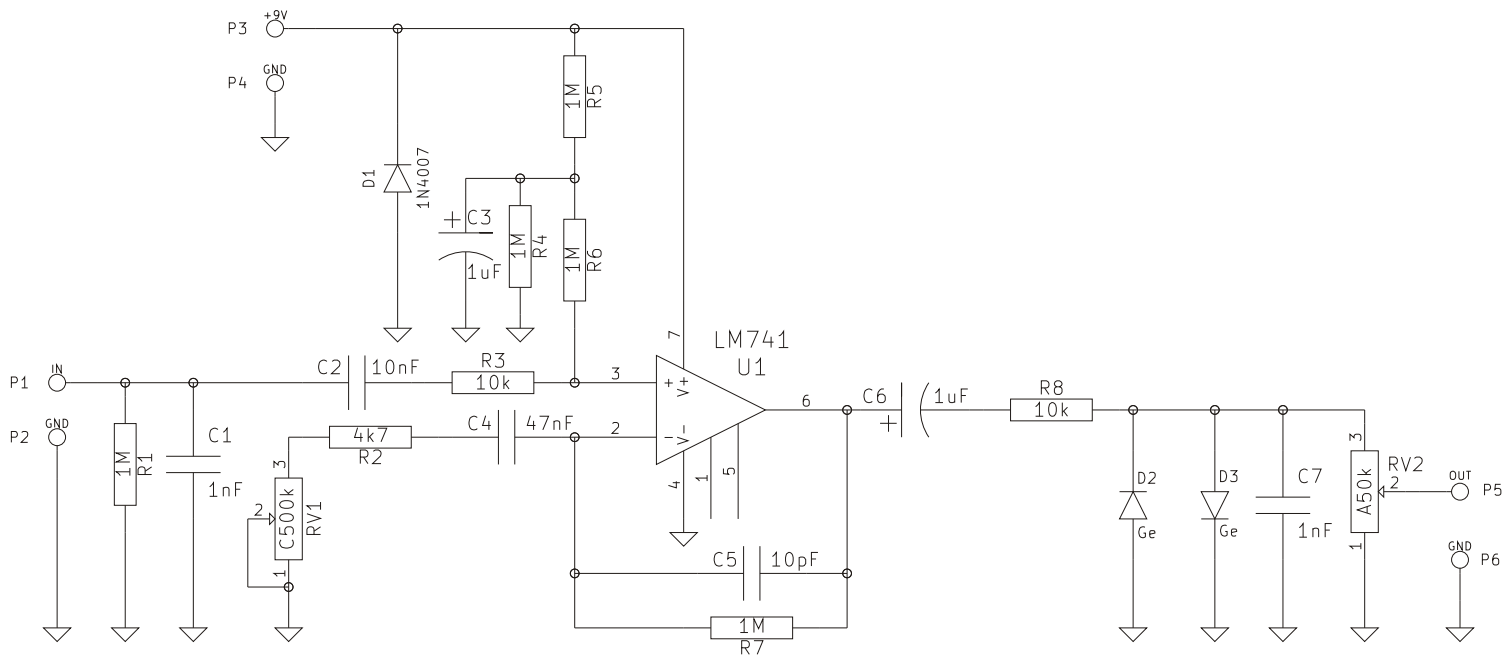 P3
+9V
P4
GND
1M
R5
D1
1N4007
+
C3
1uF
1M
R4
1M
R6
7
LM741
U1
P1
IN
C2
10nF
R3
10k
3
+
V+
6
C6
+
1uF
R8
10k
P2
GND
C1
1nF
1M
R1
4k7
R2
C4
47nF
2
-
V-
4
1
5
3
2
C500k
RV1
1
C5
10pF
1M
R7
D2
Ge
D3
Ge
C7
1nF
3
RV2
2
A50k
1
OUT
P5
GND
P6